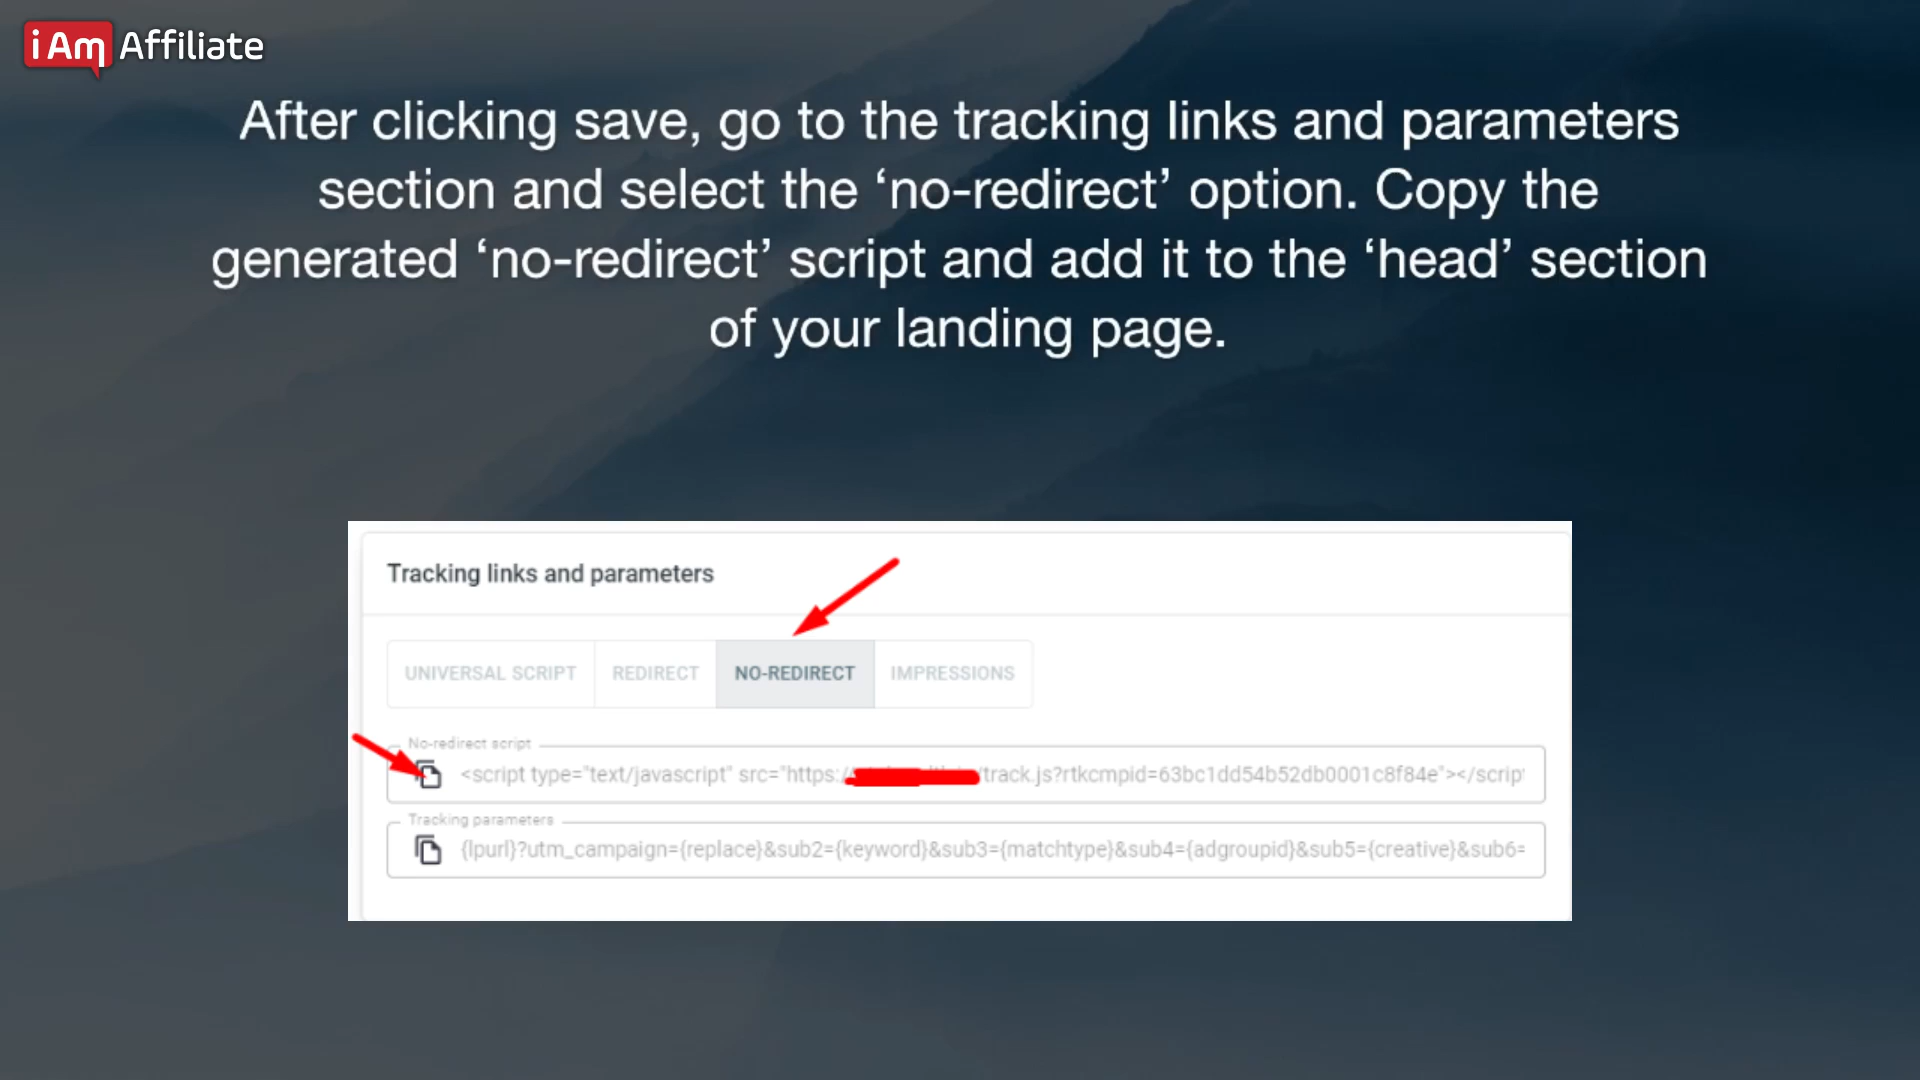 i Am Affiliate
After clicking save, go to the tracking links and parameters
section and select the ‘no-redirect’ option. Copy the
generated ‘no-redirect’ script and add it to the ‘head’ section
of your landing page.
Tracking links and parameters
UNIVERSAL SCRIPT REDIRECT NO-REDIRECT IMPRESSIONS
No-redirect script
<script type="text/javascript" src="https:/ /track.js?rtkcmpid=63bc1dd54b52db0001c8f84e"></script
Tracking parameters
{lpurl}?utm_campaign={replace}&sub2={keyword}&sub3={matchtype}&sub4={adgroupid}&sub5={creative}&sub6=